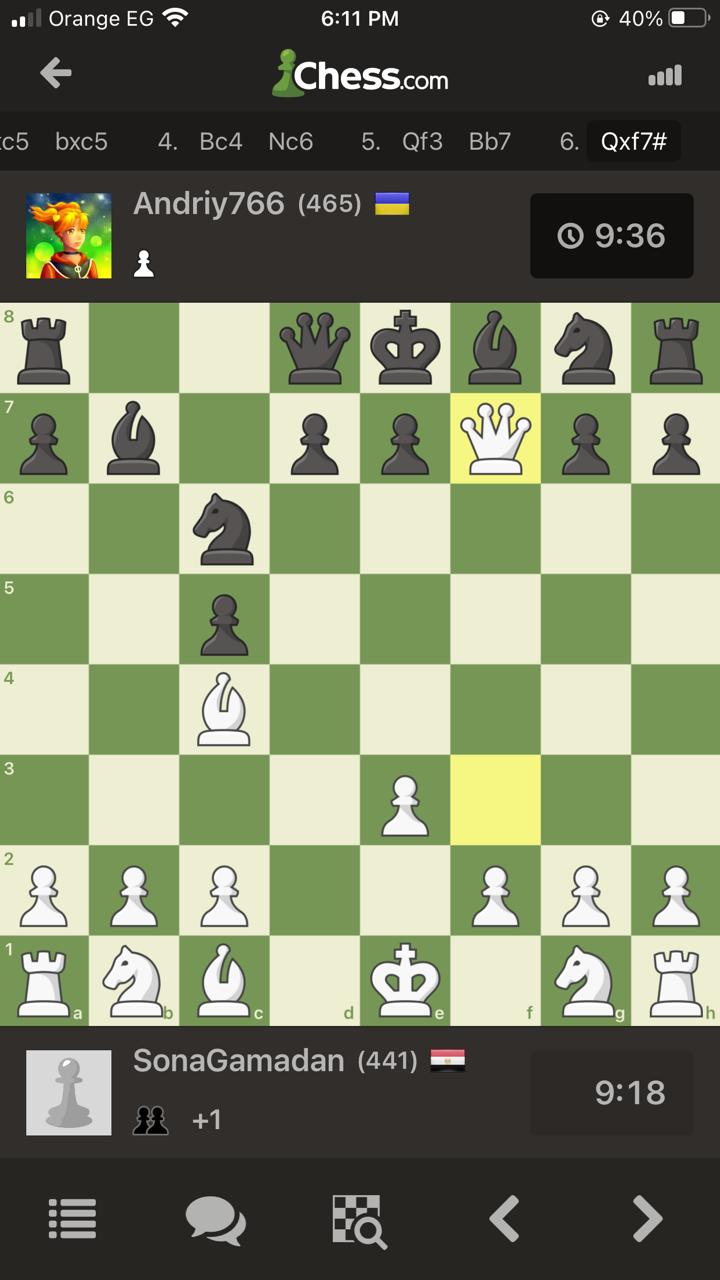 Orange EG 6:11 PM 40%
Chess.com
xc5 bxc5 4. Bc4 Nc6 5. Qf3 Bb7 6. Qxf7#
Andriy766 (465)
9:36
8
7
6
5
4
3
2
1
a b c d e f g h
SonaGamadan (441)
9:18
+1